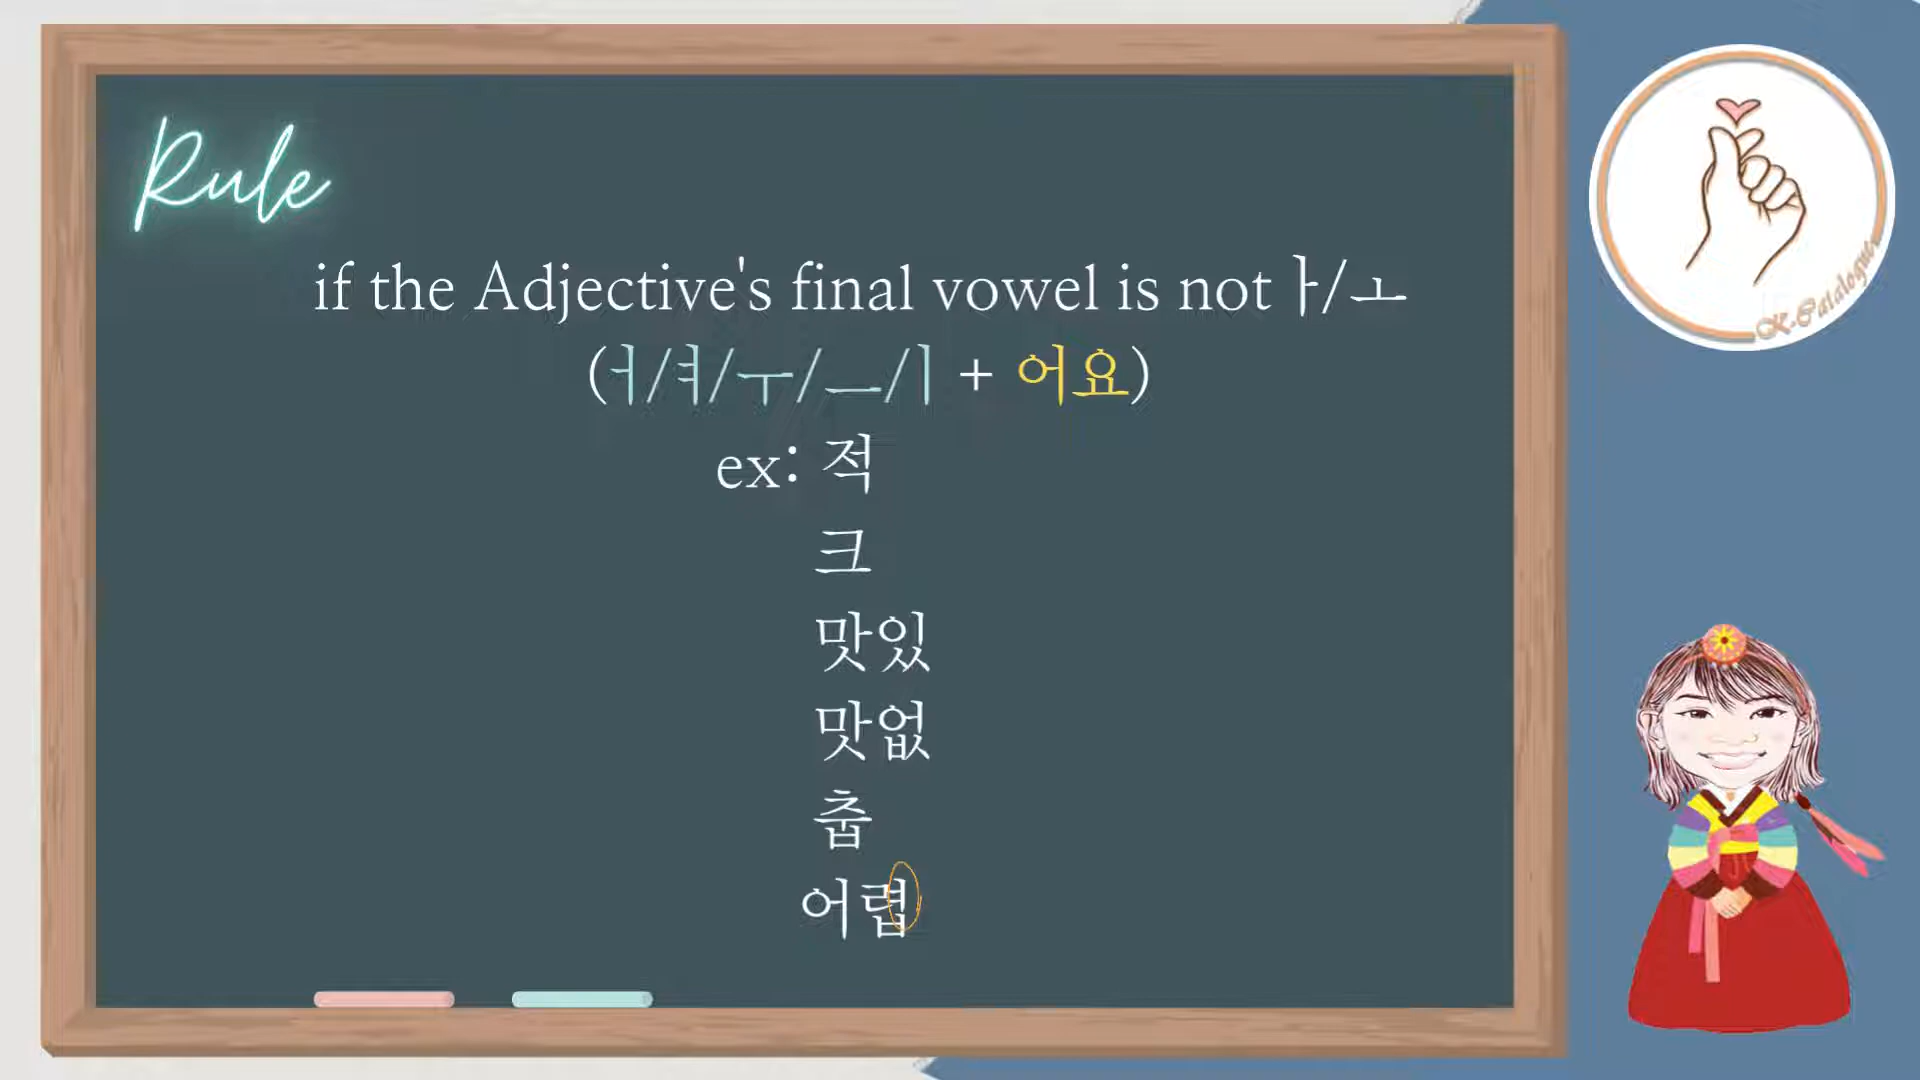 Rule
if the Adjective's final vowel is not ㅏ/ㅗ
(ㅓ/ㅕ/ㅜ/ㅡ/ㅣ + 어요)
ex: 적
크
맛있
맛없
춥
어렵
K-Catalogue